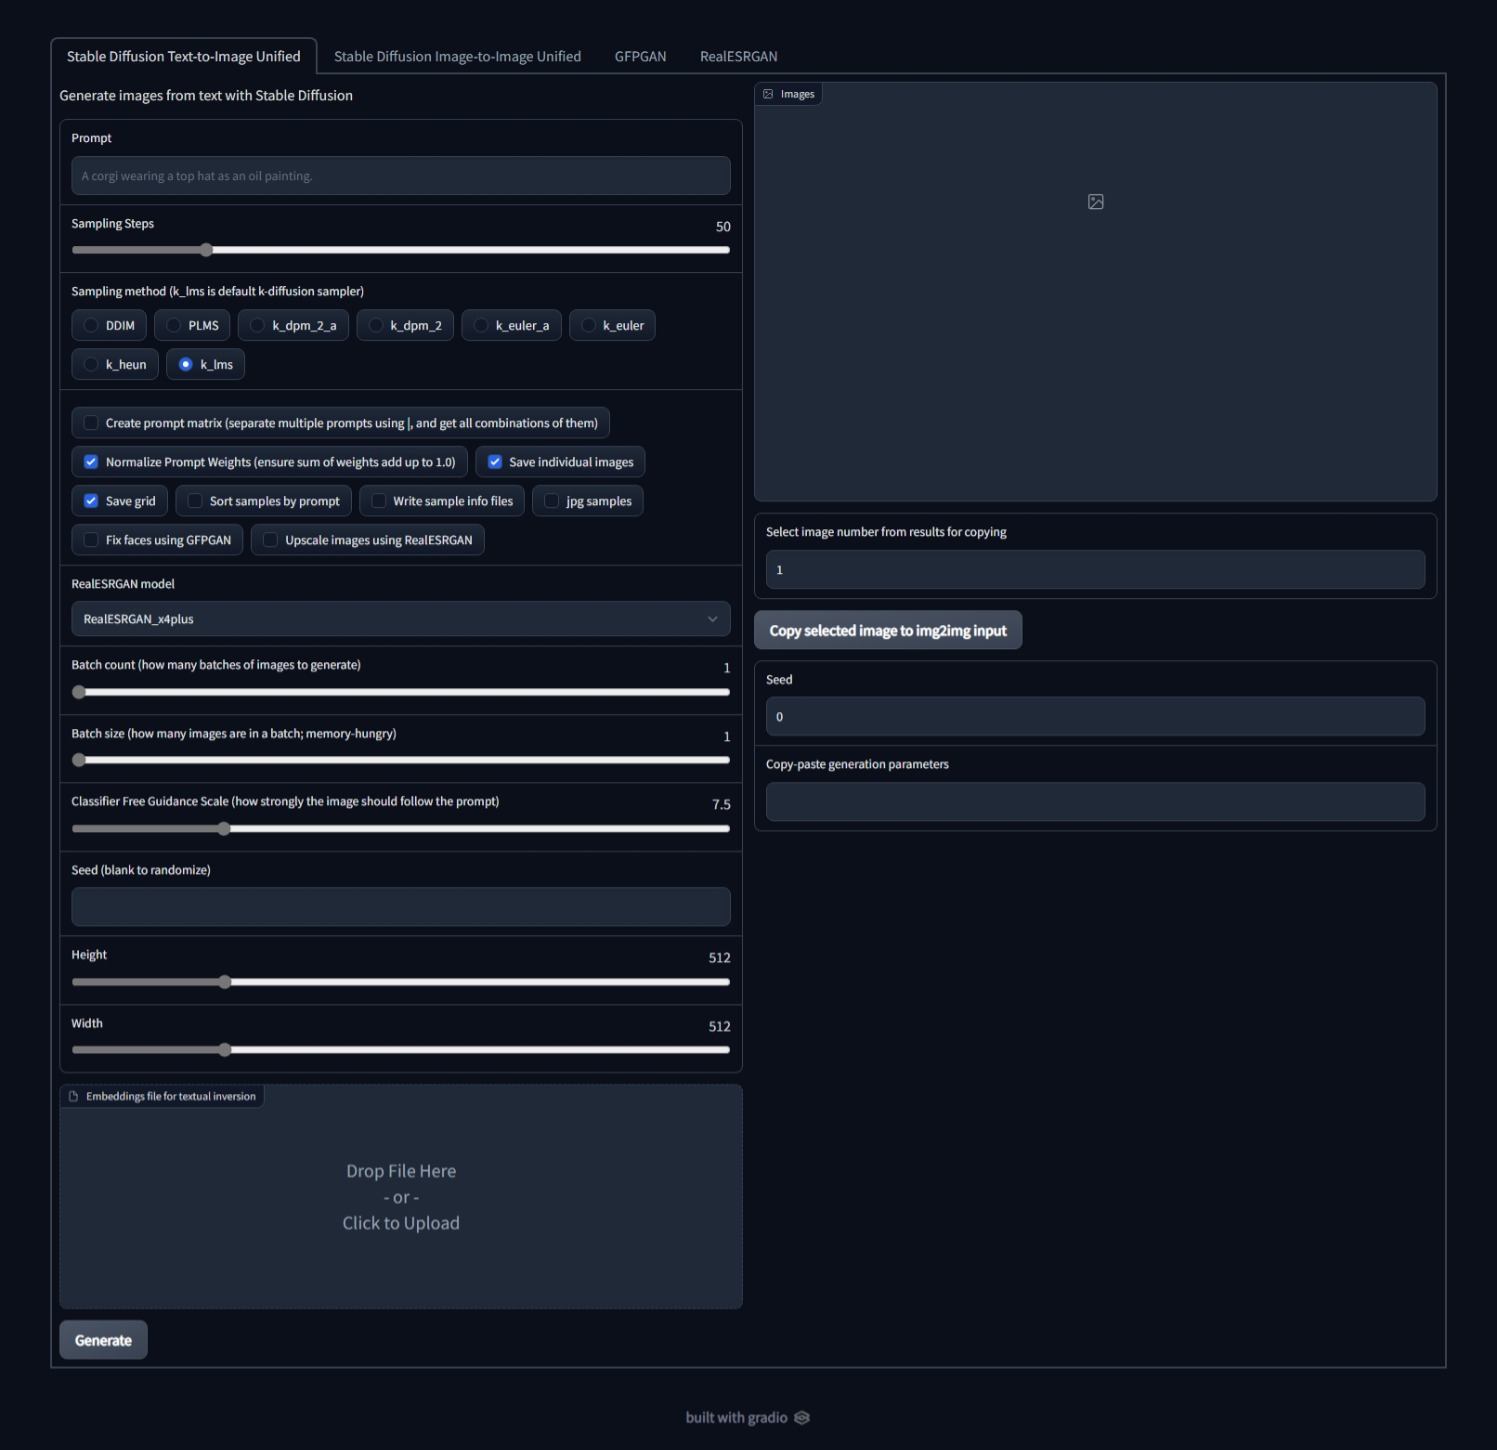 Stable Diffusion Text-to-Image Unified
Stable Diffusion Image-to-Image Unified
GFPGAN
RealESRGAN
Generate images from text with Stable Diffusion
Prompt
A corgi wearing a top hat as an oil painting.
Sampling Steps
50
Sampling method (k_lms is default k-diffusion sampler)
DDIM
PLMS
k_dpm_2_a
k_dpm_2
k_euler_a
k_euler
k_heun
k_lms
Create prompt matrix (separate multiple prompts using |, and get all combinations of them)
Normalize Prompt Weights (ensure sum of weights add up to 1.0)
Save individual images
Save grid
Sort samples by prompt
Write sample info files
jpg samples
Fix faces using GFPGAN
Upscale images using RealESRGAN
RealESRGAN model
RealESRGAN_x4plus
Batch count (how many batches of images to generate)
1
Batch size (how many images are in a batch; memory-hungry)
1
Classifier Free Guidance Scale (how strongly the image should follow the prompt)
7.5
Seed (blank to randomize)
Height
512
Width
512
Embeddings file for textual inversion
Drop File Here
- or -
Click to Upload
Generate
Images
Select image number from results for copying
1
Copy selected image to img2img input
Seed
0
Copy-paste generation parameters
built with gradio